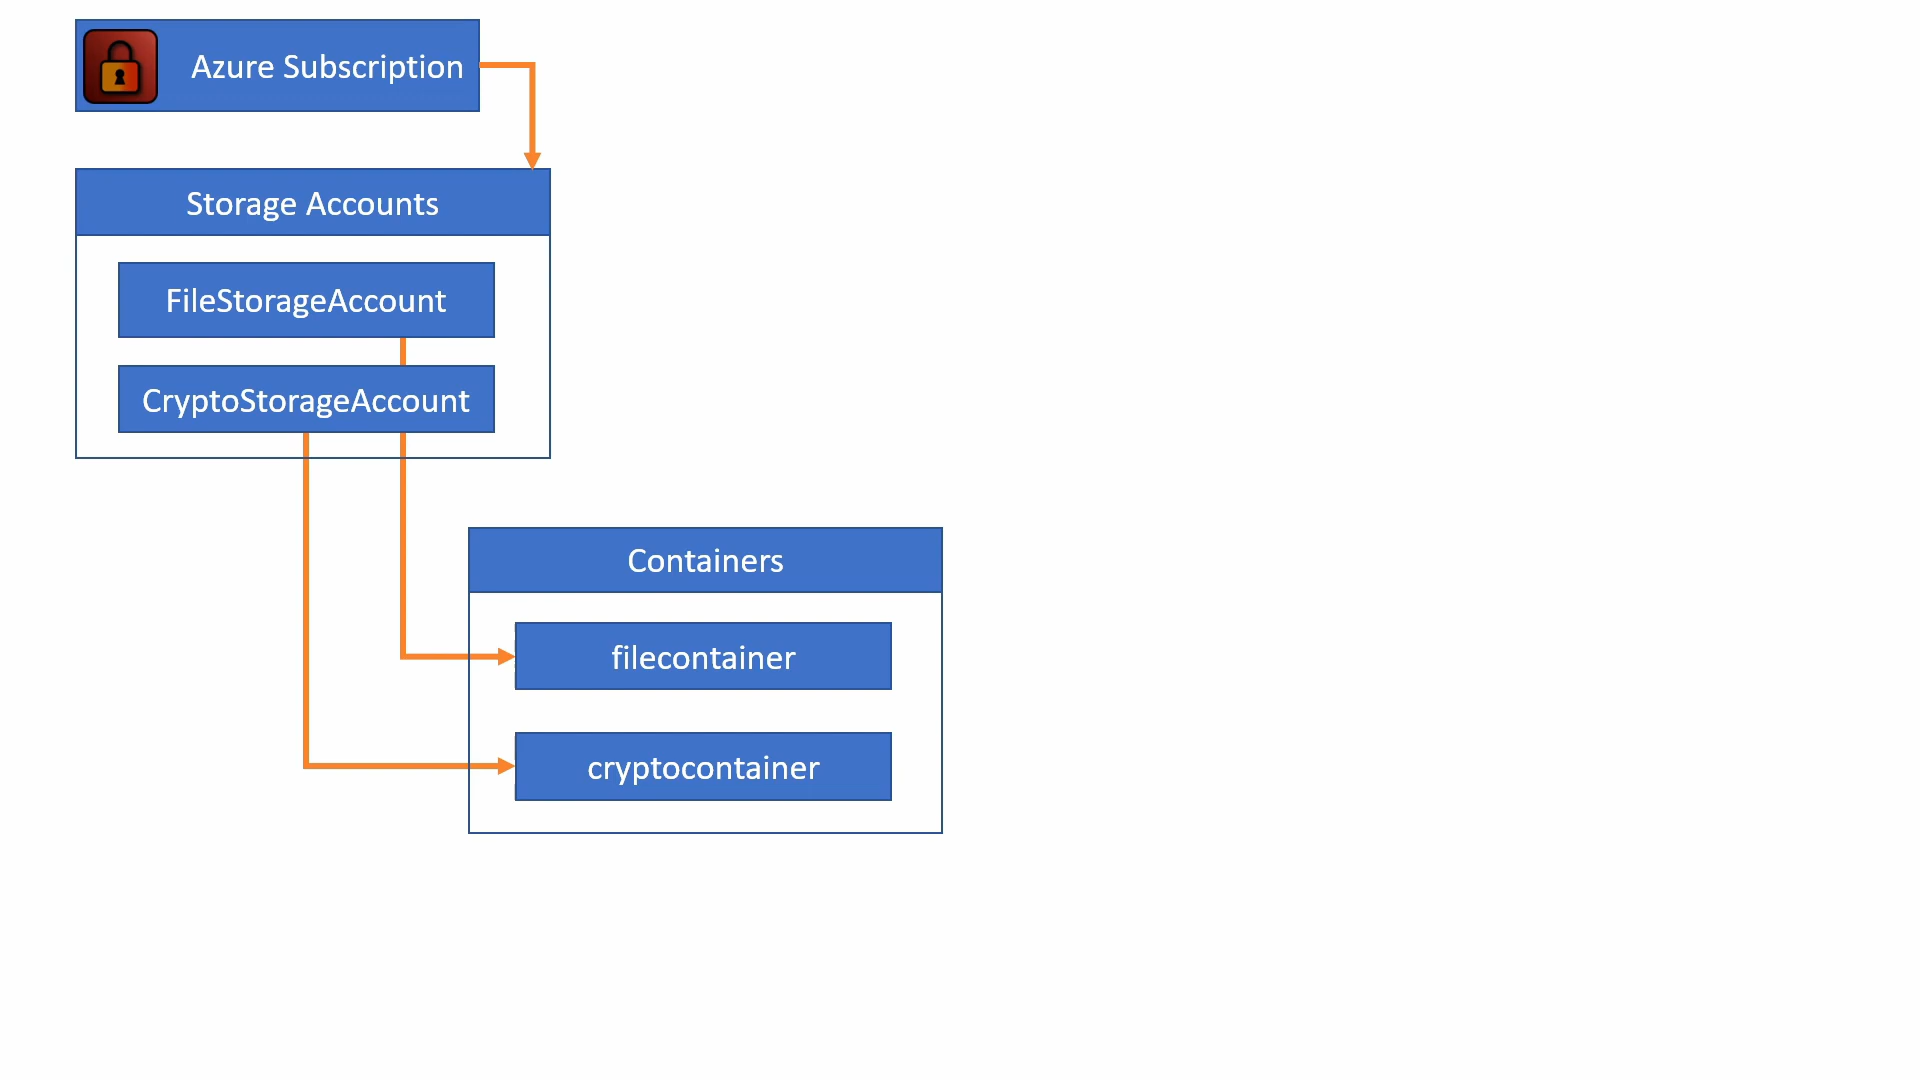 Azure Subscription
Storage Accounts
FileStorageAccount
CryptoStorageAccount
Containers
filecontainer
cryptocontainer